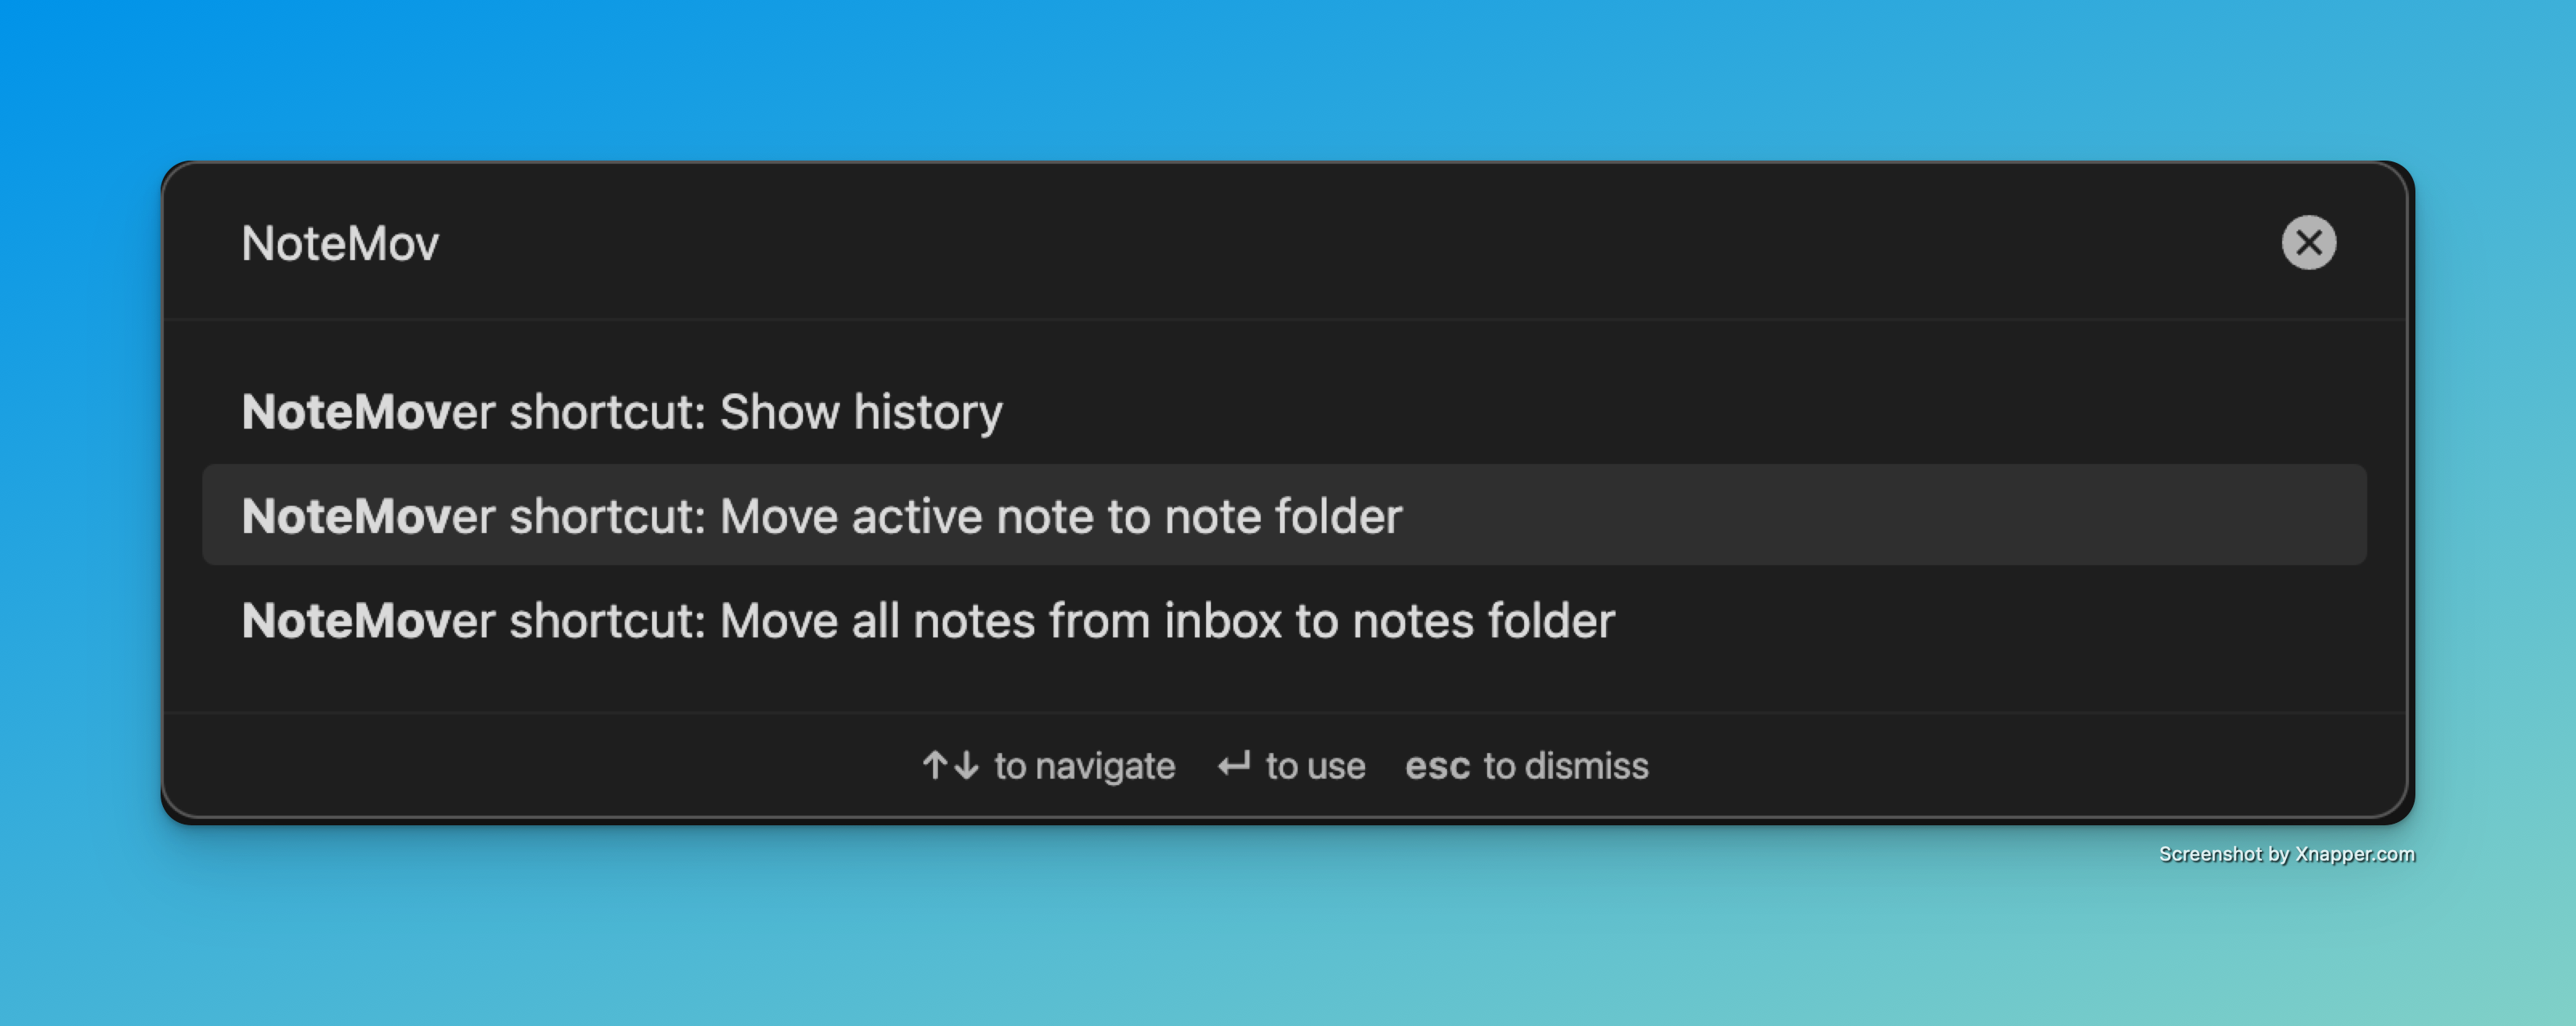 NoteMov
NoteMover shortcut: Show history
NoteMover shortcut: Move active note to note folder
NoteMover shortcut: Move all notes from inbox to notes folder
↑↓ to navigate ↵ to use esc to dismiss
Screenshot by Xnapper.com